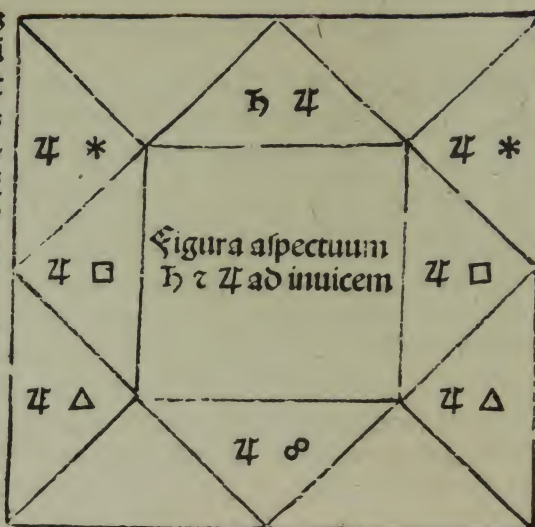 ♄ ♃
♃ ⚹ ♃ ⚹
Figura aſpectuum
♄ ⁊ ♃ ad inuicem
♃ □ ♃ □
♃ △ ♃ △
♃ ☍